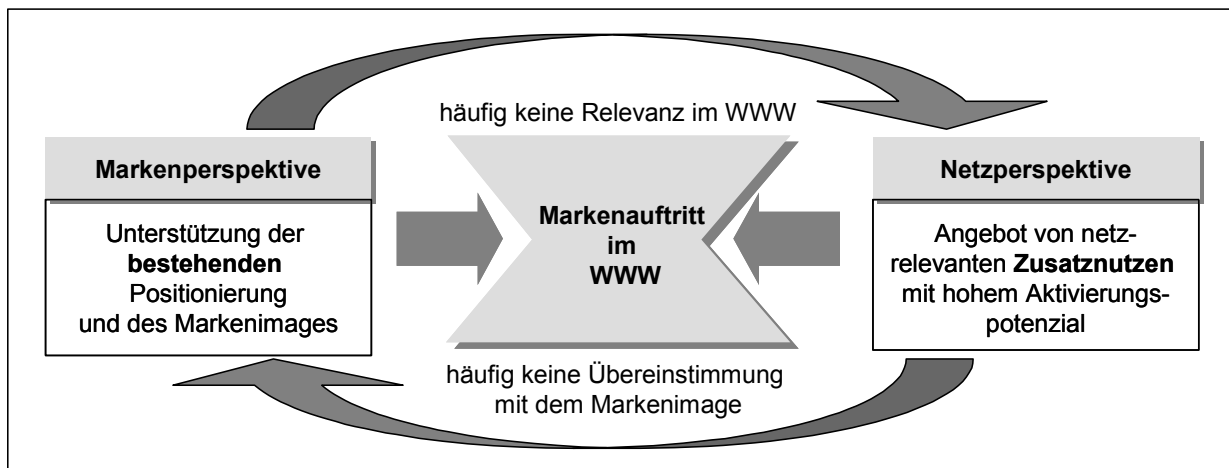 häufig keine Relevanz im WWW
Markenperspektive
Unterstützung der
bestehenden
Positionierung
und des Markenimages
Markenauftritt
im
WWW
Netzperspektive
Angebot von netz-
relevanten Zusatznutzen
mit hohem Aktivierungs-
potenzial
häufig keine Übereinstimmung
mit dem Markenimage